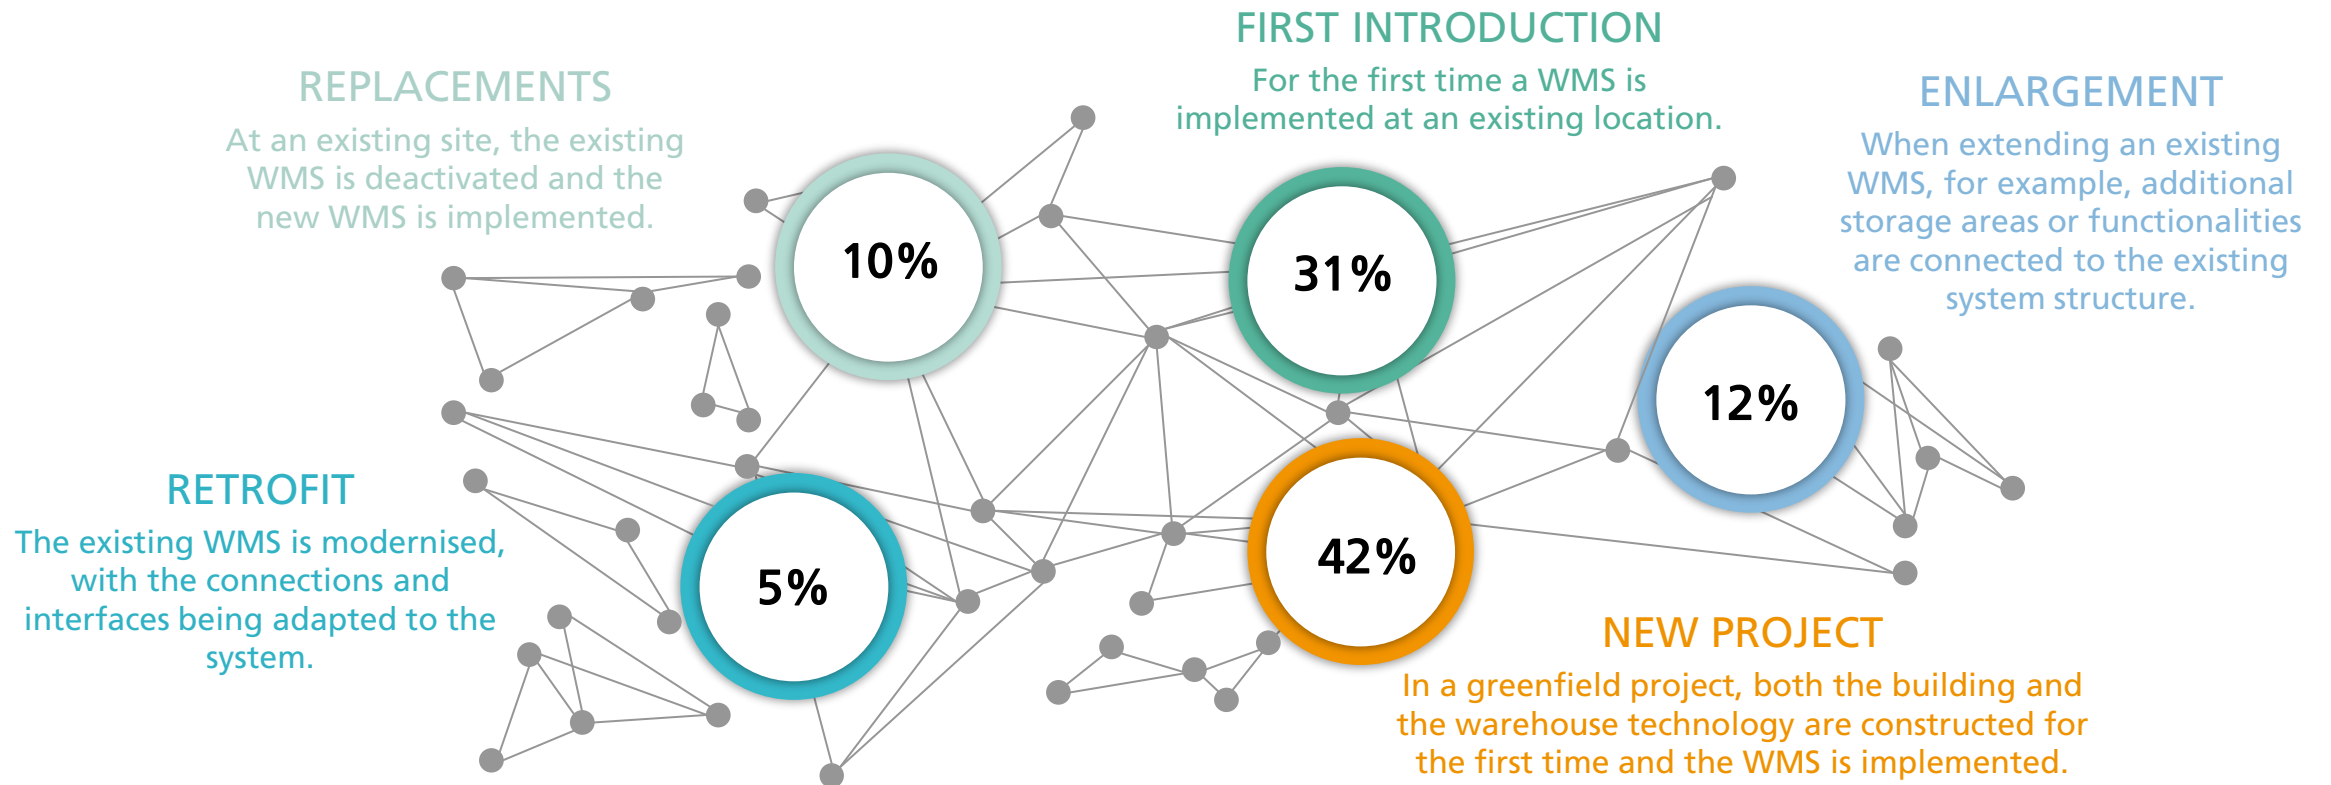 FIRST INTRODUCTION
For the first time a WMS is
implemented at an existing location.
REPLACEMENTS
At an existing site, the existing
WMS is deactivated and the
new WMS is implemented.
ENLARGEMENT
When extending an existing
WMS, for example, additional
storage areas or functionalities
are connected to the existing
system structure.
10%
31%
12%
RETROFIT
The existing WMS is modernised,
with the connections and
interfaces being adapted to the
system.
5%
42%
NEW PROJECT
In a greenfield project, both the building and
the warehouse technology are constructed for
the first time and the WMS is implemented.